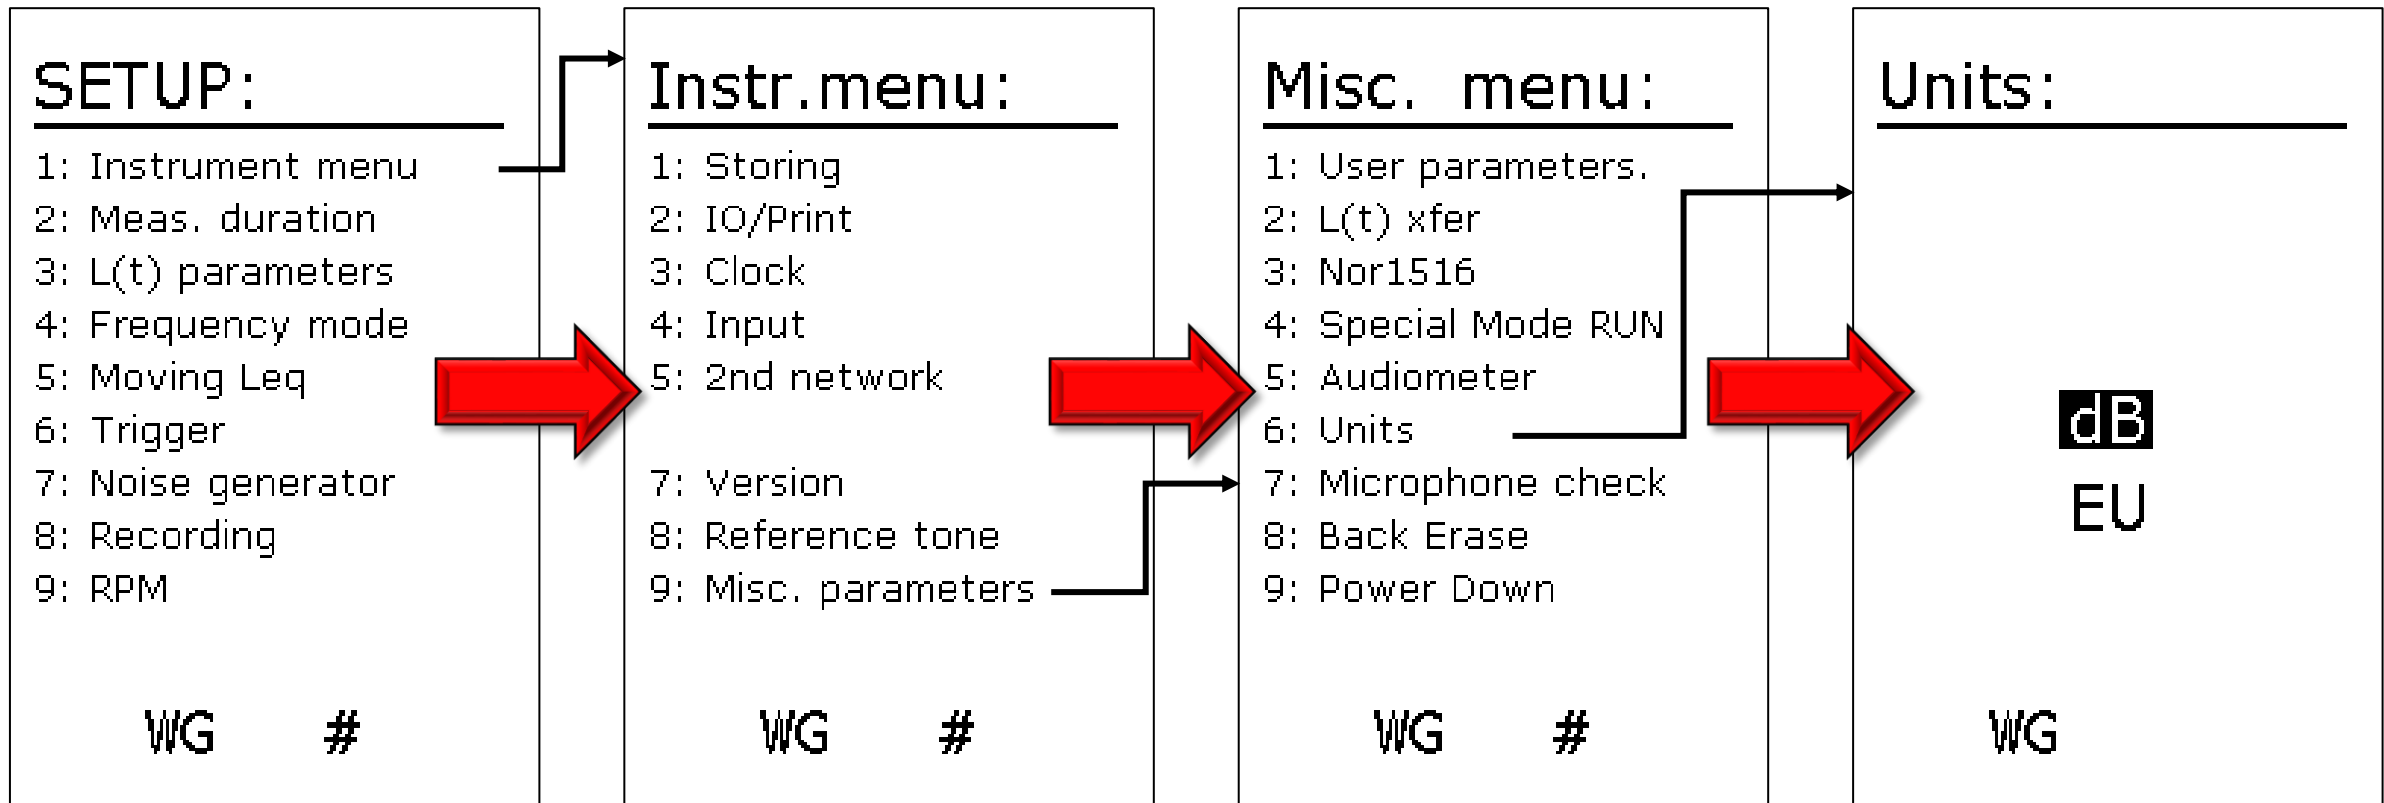 SETUP:
1: Instrument menu
2: Meas. duration
3: L(t) parameters
4: Frequency mode
5: Moving Leq
6: Trigger
7: Noise generator
8: Recording
9: RPM
WG #
Instr.menu:
1: Storing
2: IO/Print
3: Clock
4: Input
5: 2nd network
7: Version
8: Reference tone
9: Misc. parameters
WG #
Misc. menu:
1: User parameters.
2: L(t) xfer
3: Nor1516
4: Special Mode RUN
5: Audiometer
6: Units
7: Microphone check
8: Back Erase
9: Power Down
WG #
Units:
dB
EU
WG